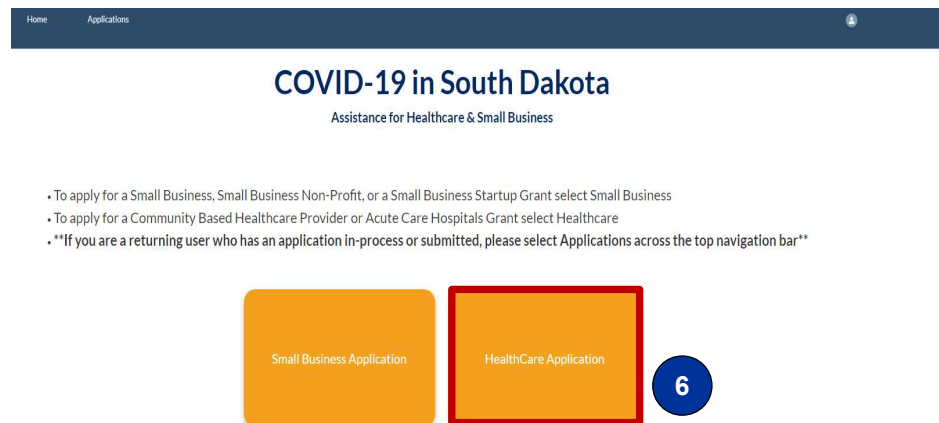 Home Applications
COVID-19 in South Dakota
Assistance for Healthcare & Small Business
• To apply for a Small Business, Small Business Non-Profit, or a Small Business Startup Grant select Small Business
• To apply for a Community Based Healthcare Provider or Acute Care Hospitals Grant select Healthcare
• **If you are a returning user who has an application in-process or submitted, please select Applications across the top navigation bar**
Small Business Application HealthCare Application
6